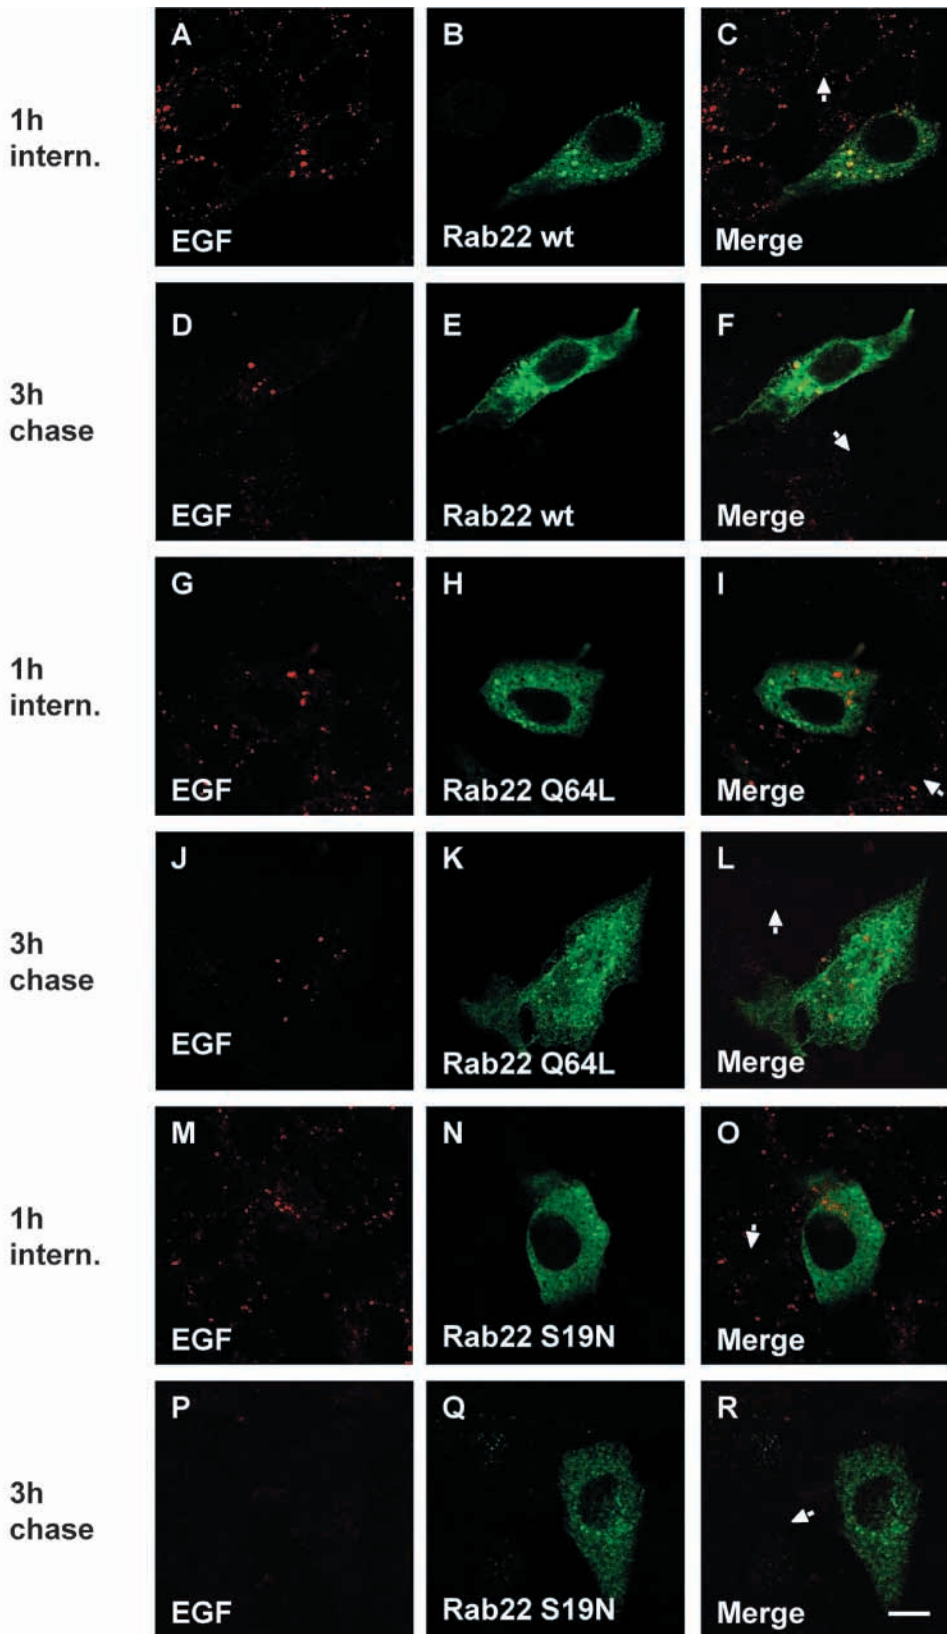 A
B
C
1h
intern.
EGF
Rab22 wt
Merge
D
E
F
3h
chase
EGF
Rab22 wt
Merge
G
H
I
1h
intern.
EGF
Rab22 Q64L
Merge
J
K
L
3h
chase
EGF
Rab22 Q64L
Merge
M
N
O
1h
intern.
EGF
Rab22 S19N
Merge
P
Q
R
3h
chase
EGF
Rab22 S19N
Merge